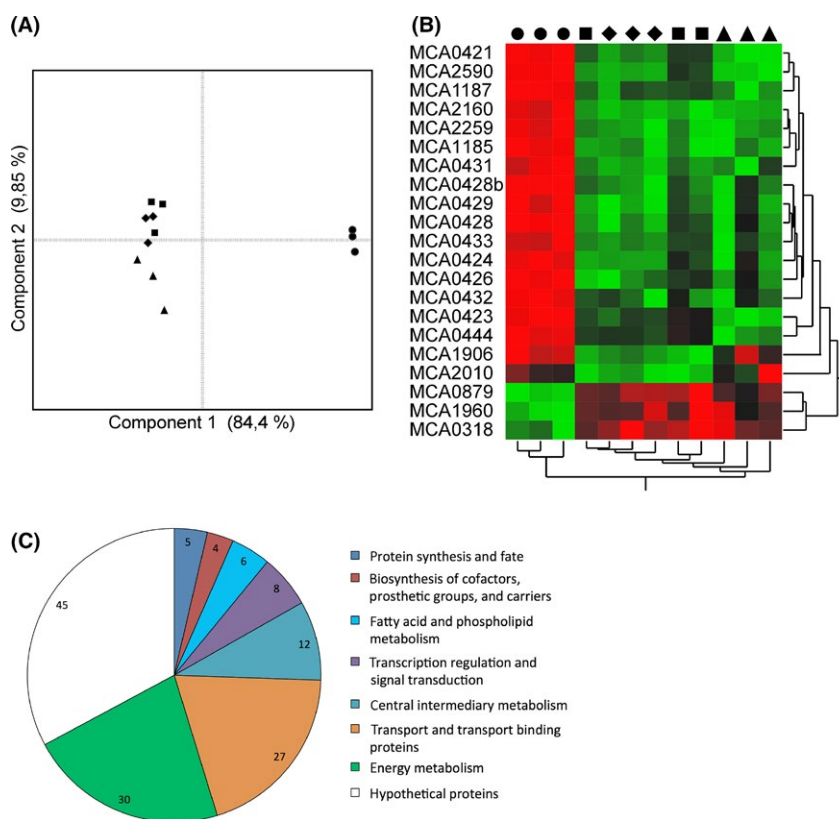 (A)
Component 2 (9,85 %)
Component 1 (84,4 %)
(B)
MCA0421
MCA2590
MCA1187
MCA2160
MCA2259
MCA1185
MCA0431
MCA0428b
MCA0429
MCA0428
MCA0433
MCA0424
MCA0426
MCA0432
MCA0423
MCA0444
MCA1906
MCA2010
MCA0879
MCA1960
MCA0318
(C)
5
4
6
8
12
27
30
45
Protein synthesis and fate
Biosynthesis of cofactors,
prosthetic groups, and carriers
Fatty acid and phospholipid
metabolism
Transcription regulation and
signal transduction
Central intermediary metabolism
Transport and transport binding
proteins
Energy metabolism
Hypothetical proteins